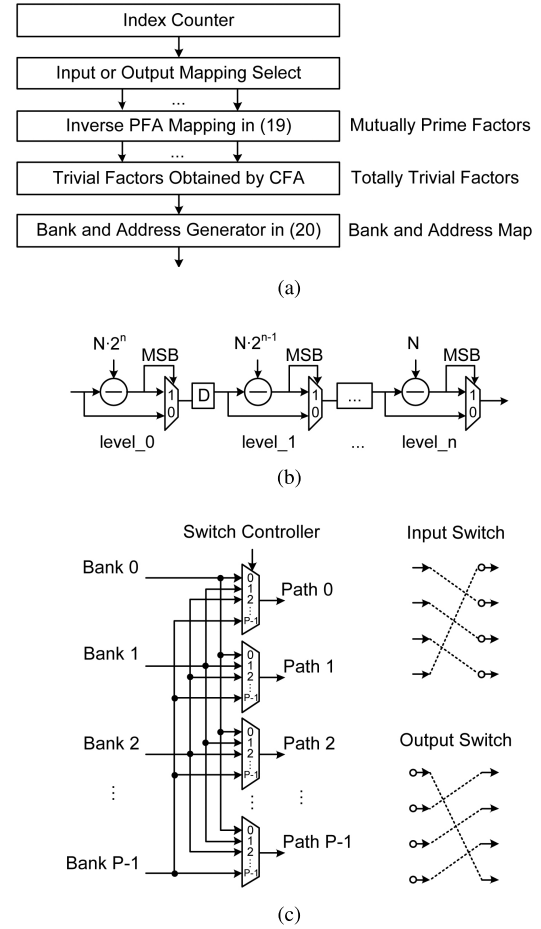 Index Counter
Input or Output Mapping Select
...
Inverse PFA Mapping in (19) Mutually Prime Factors
...
Trivial Factors Obtained by CFA Totally Trivial Factors
Bank and Address Generator in (20) Bank and Address Map
(a)
N·2ⁿ N·2ⁿ⁻¹ N
MSB MSB MSB
1 D 1 ... 1
0 0 0
level_0 level_1 ... level_n
(b)
Switch Controller Input Switch
Bank 0
0
1 Path 0
2
P-1
Bank 1
0
1 Path 1
2
P-1
Output Switch
Bank 2
0
1 Path 2
2
P-1
Bank P-1
0
1 Path P-1
2
P-1
(c)